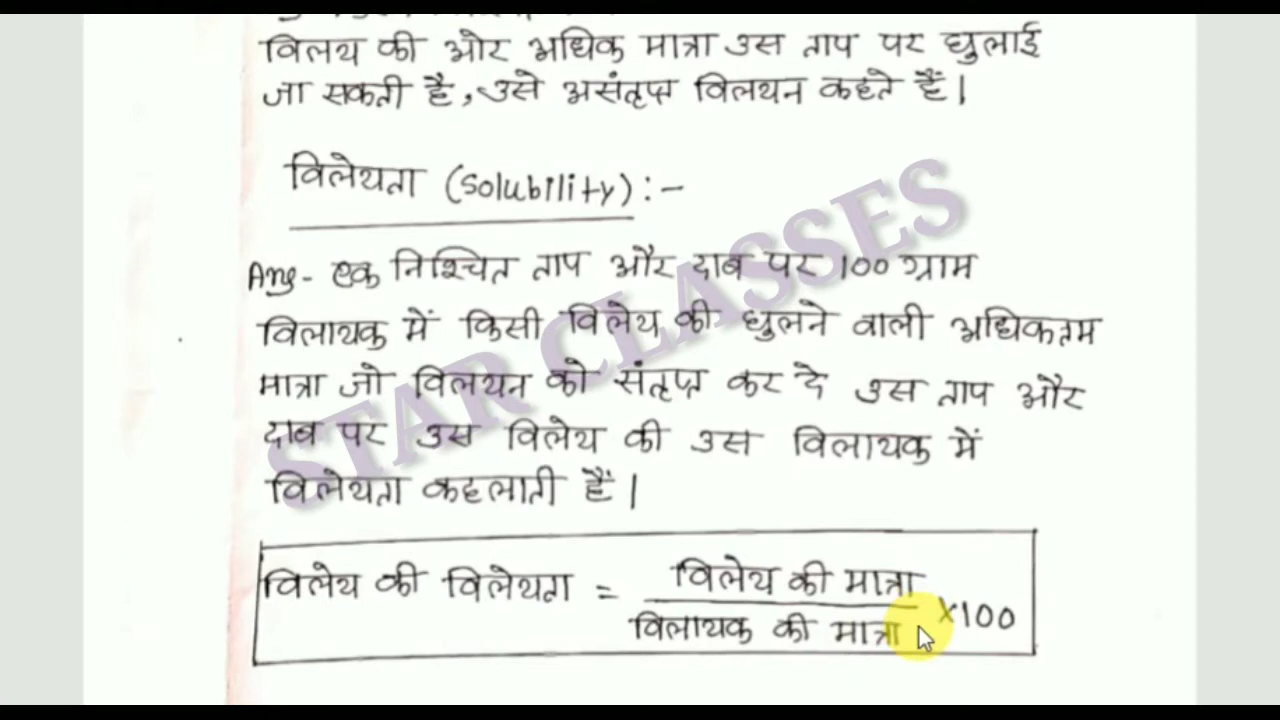 विलय की ओर अधिक मात्रा उस ताप पर घुलाई
जा सकती है, उसे असंतृप्त विलयन कहते हैं।
विलेयता (Solubility) :-
Ans - एक निश्चित ताप और दाब पर 100 ग्राम
विलायक में किसी विलेय की घुलने वाली अधिकतम
मात्रा जो विलयन को संतृप्त कर दे उस ताप और
दाब पर उस विलेय की उस विलायक में
विलेयता कहलाती हैं।
विलेय की विलेयता = विलेय की मात्रा
विलायक की मात्रा ×100
STAR CLASSES